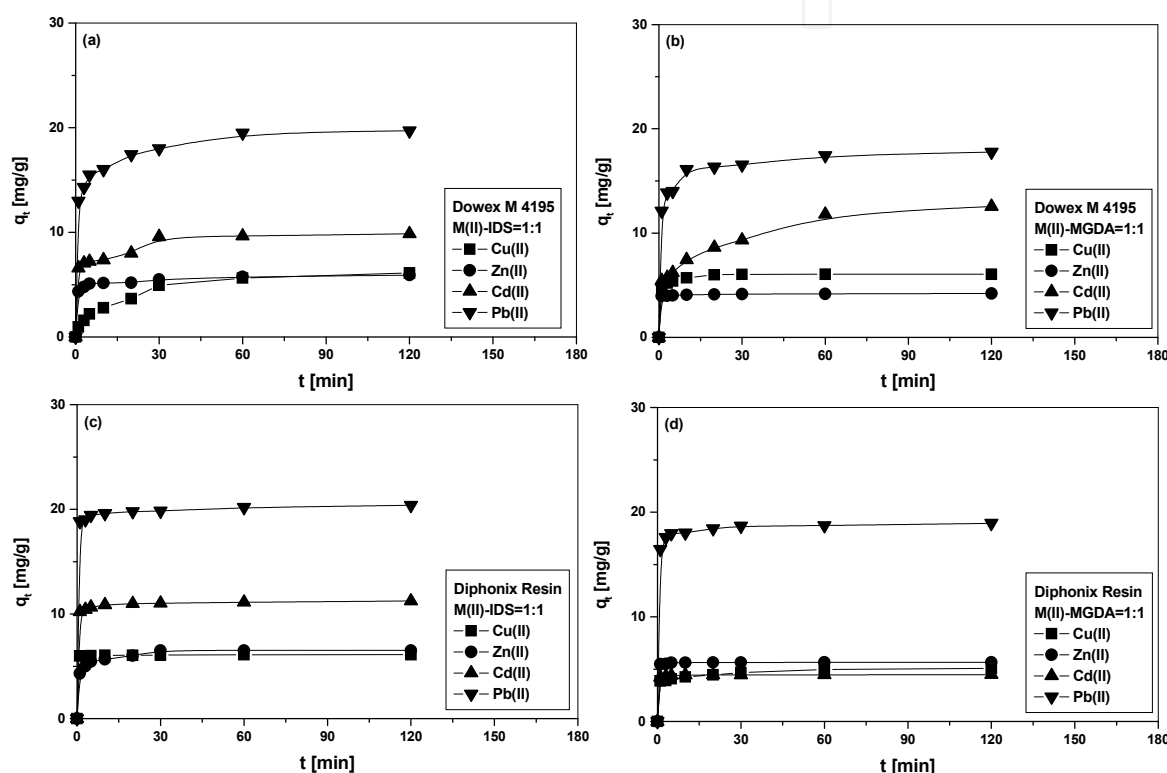 (a)
30
20
10
0
q_t [mg/g]
0 30 60 90 120 150 180
t [min]
Dowex M 4195
M(II)-IDS=1:1
Cu(II)
Zn(II)
Cd(II)
Pb(II)
(b)
30
20
10
0
q_t [mg/g]
0 30 60 90 120 150 180
t [min]
Dowex M 4195
M(II)-MGDA=1:1
Cu(II)
Zn(II)
Cd(II)
Pb(II)
(c)
30
20
10
0
q_t [mg/g]
0 30 60 90 120 150 180
t [min]
Diphonix Resin
M(II)-IDS=1:1
Cu(II)
Zn(II)
Cd(II)
Pb(II)
(d)
30
20
10
0
q_t [mg/g]
0 30 60 90 120 150 180
t [min]
Diphonix Resin
M(II)-MGDA=1:1
Cu(II)
Zn(II)
Cd(II)
Pb(II)